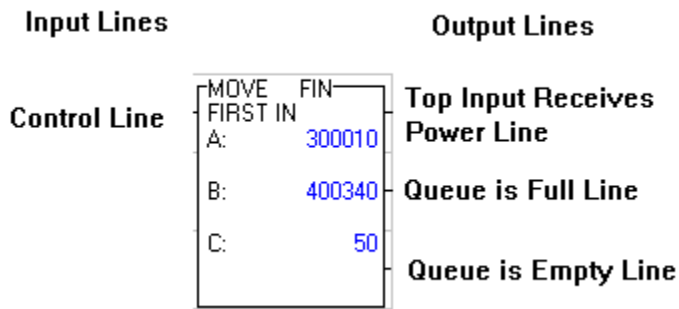 Input Lines
Output Lines
MOVE FIN
FIRST IN
Control Line
Top Input Receives
Power Line
A: 300010
B: 400340
Queue is Full Line
C: 50
Queue is Empty Line